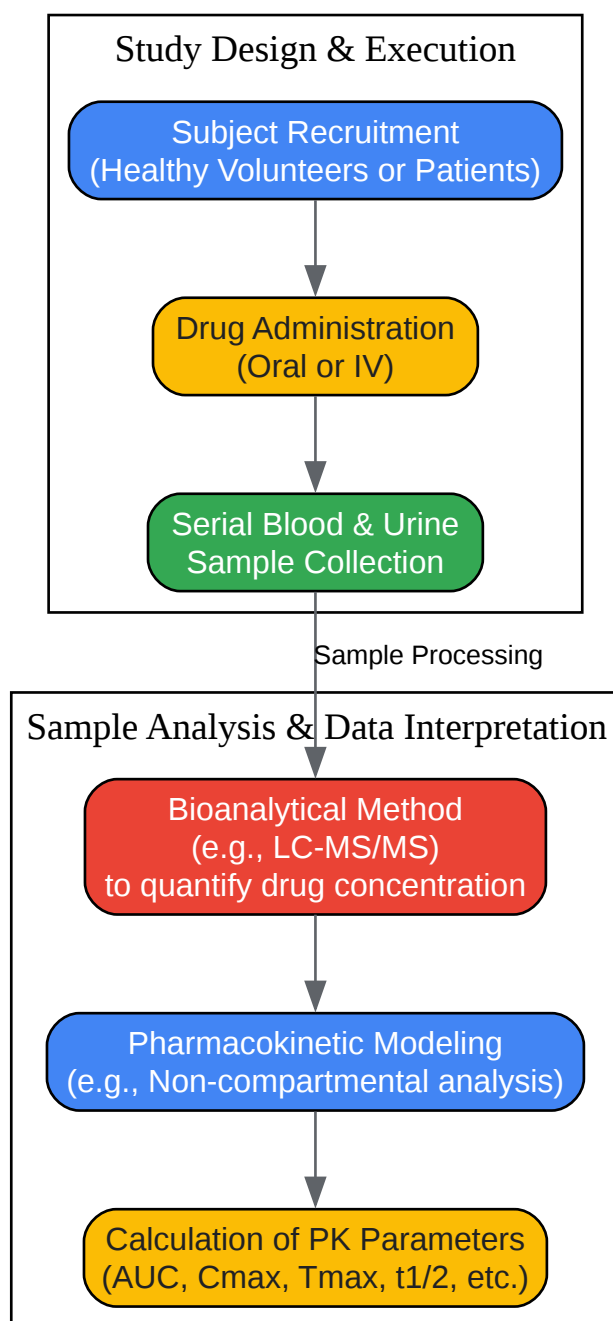 Study Design & Execution
Subject Recruitment
(Healthy Volunteers or Patients)
Drug Administration
(Oral or IV)
Serial Blood & Urine
Sample Collection
Sample Processing
Sample Analysis & Data Interpretation
Bioanalytical Method
(e.g., LC-MS/MS)
to quantify drug concentration
Pharmacokinetic Modeling
(e.g., Non-compartmental analysis)
Calculation of PK Parameters
(AUC, Cmax, Tmax, t1/2, etc.)